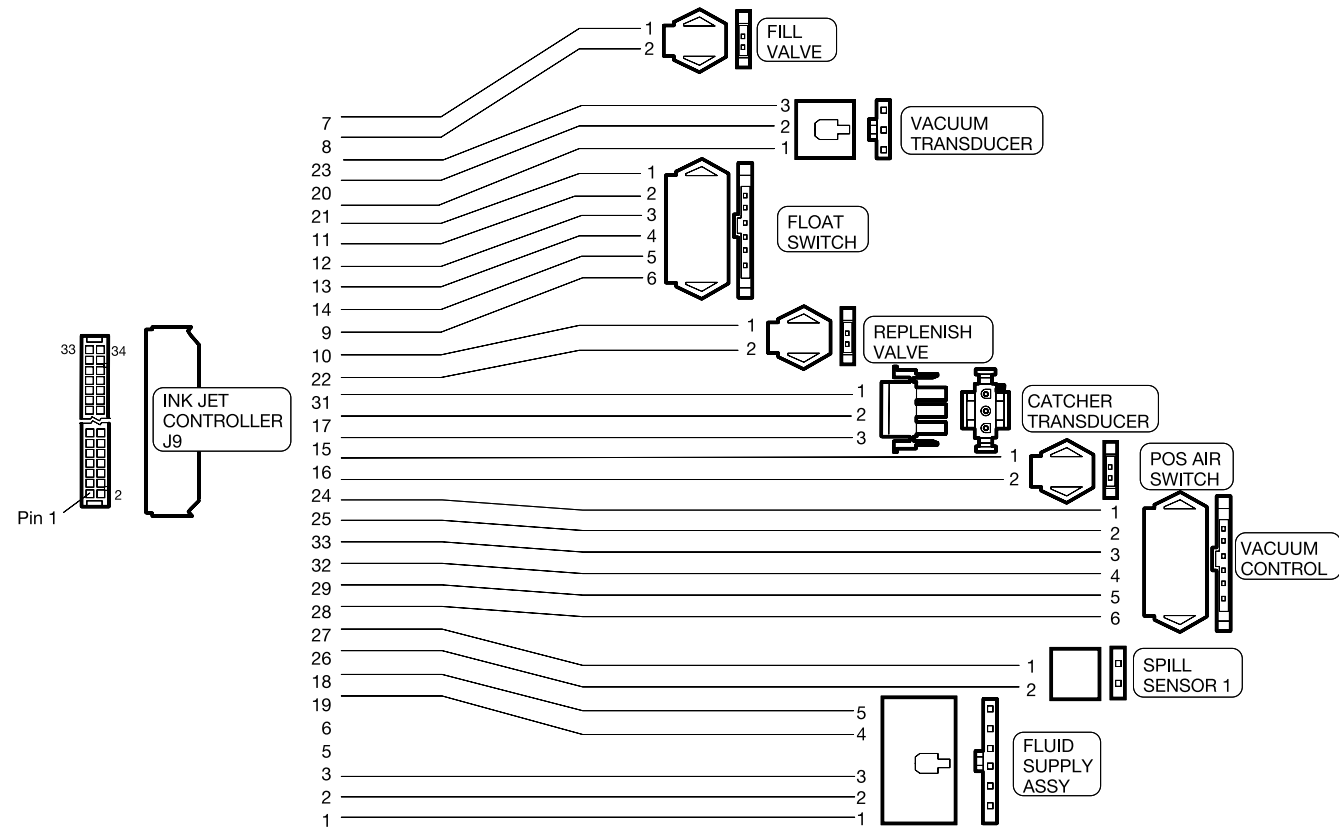 1
2
FILL
VALVE
7
8
23
20
21
11
12
13
14
9
10
22
31
17
15
16
24
25
33
32
29
28
27
26
18
19
6
5
3
2
1
3
2
1
VACUUM
TRANSDUCER
1
2
3
4
5
6
FLOAT
SWITCH
1
2
REPLENISH
VALVE
33
34
2
Pin 1
INK JET
CONTROLLER
J9
1
2
3
CATCHER
TRANSDUCER
1
2
POS AIR
SWITCH
1
2
3
4
5
6
VACUUM
CONTROL
1
2
SPILL
SENSOR 1
5
4
3
2
1
FLUID
SUPPLY
ASSY